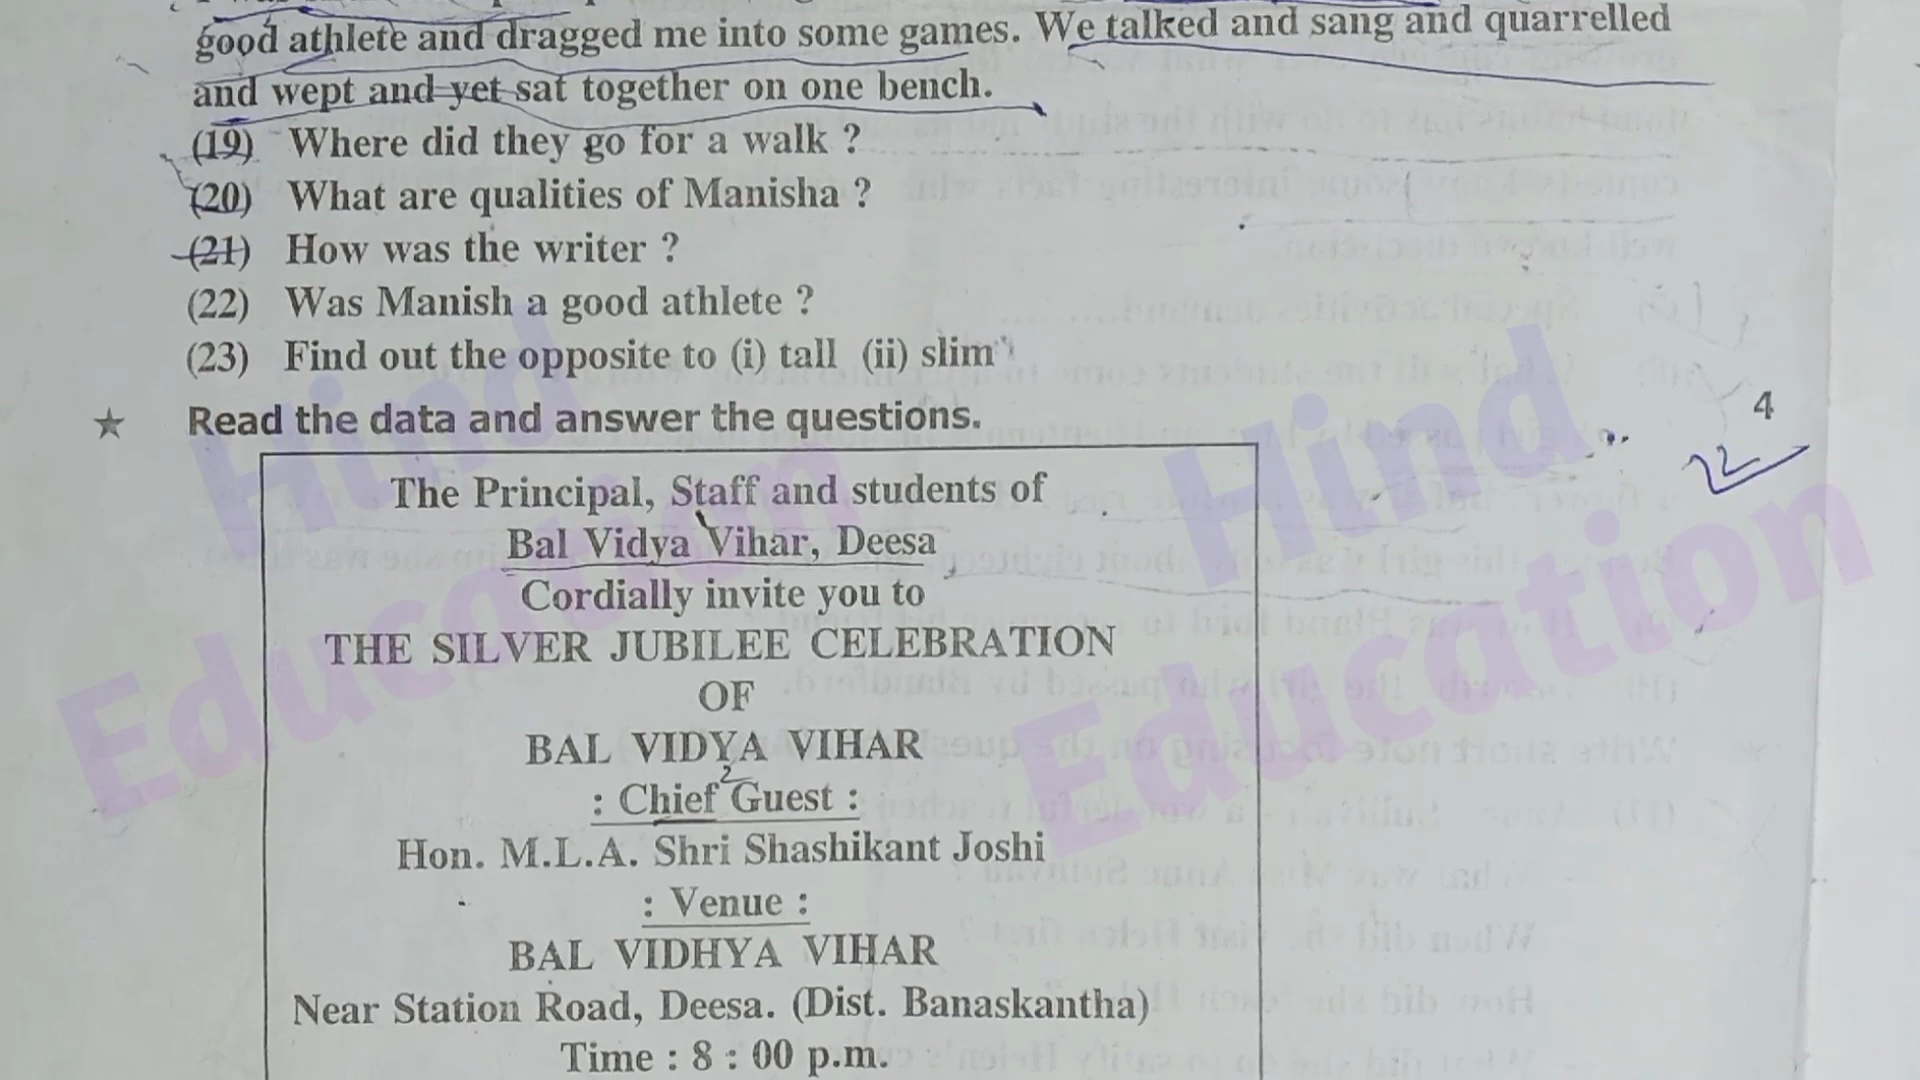 good athlete and dragged me into some games. We talked and sang and quarrelled
and wept and yet sat together on one bench.
(19) Where did they go for a walk ?
(20) What are qualities of Manisha ?
(21) How was the writer ?
(22) Was Manish a good athlete ?
(23) Find out the opposite to (i) tall (ii) slim
★ Read the data and answer the questions. 4
The Principal, Staff and students of
Bal Vidya Vihar, Deesa
Cordially invite you to
THE SILVER JUBILEE CELEBRATION
OF
BAL VIDYA VIHAR
: Chief Guest :
Hon. M.L.A. Shri Shashikant Joshi
: Venue :
BAL VIDHYA VIHAR
Near Station Road, Deesa. (Dist. Banaskantha)
Time : 8 : 00 p.m.
Hind
Education
Hind
Education